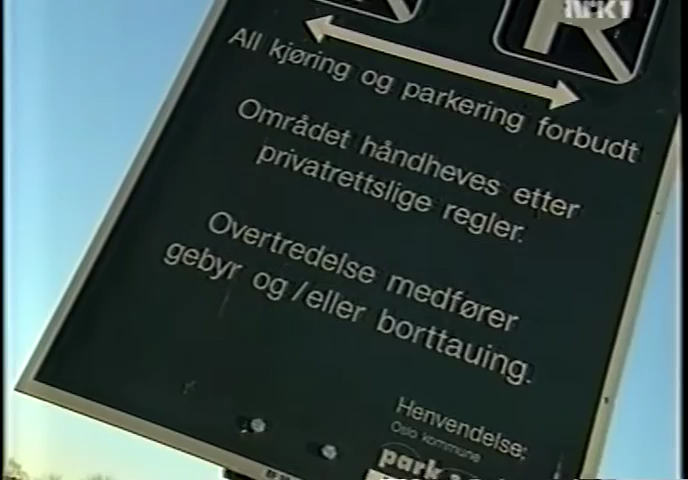 NRK1
R
All kjøring og parkering forbudt
Området håndheves etter
privatrettslige regler.
Overtredelse medfører
gebyr og/eller borttauing.
Henvendelse:
Oslo kommune